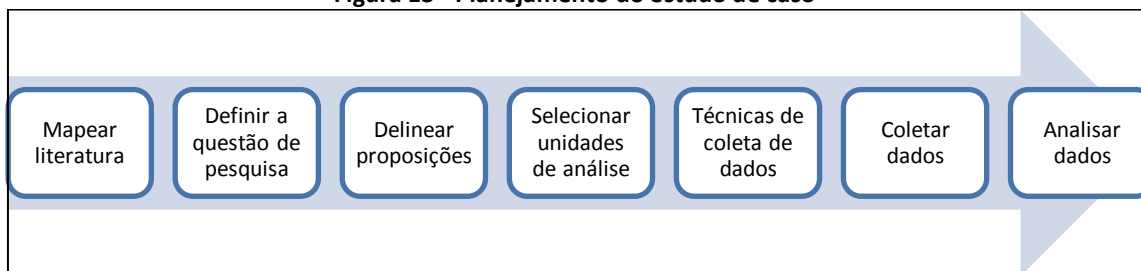 Mapear
literatura
Definir a
questão de
pesquisa
Delinear
proposições
Selecionar
unidades
de análise
Técnicas de
coleta de
dados
Coletar
dados
Analisar
dados